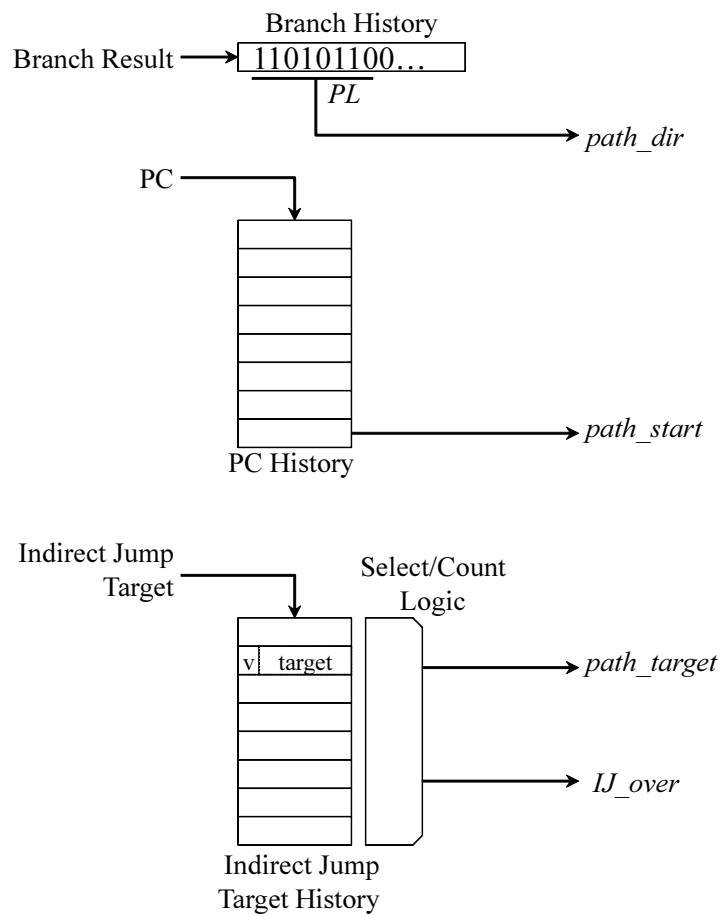 Branch History
Branch Result
110101100...
PL
path_dir
PC
path_start
PC History
Indirect Jump
Target
Select/Count
Logic
v target
path_target
IJ_over
Indirect Jump
Target History